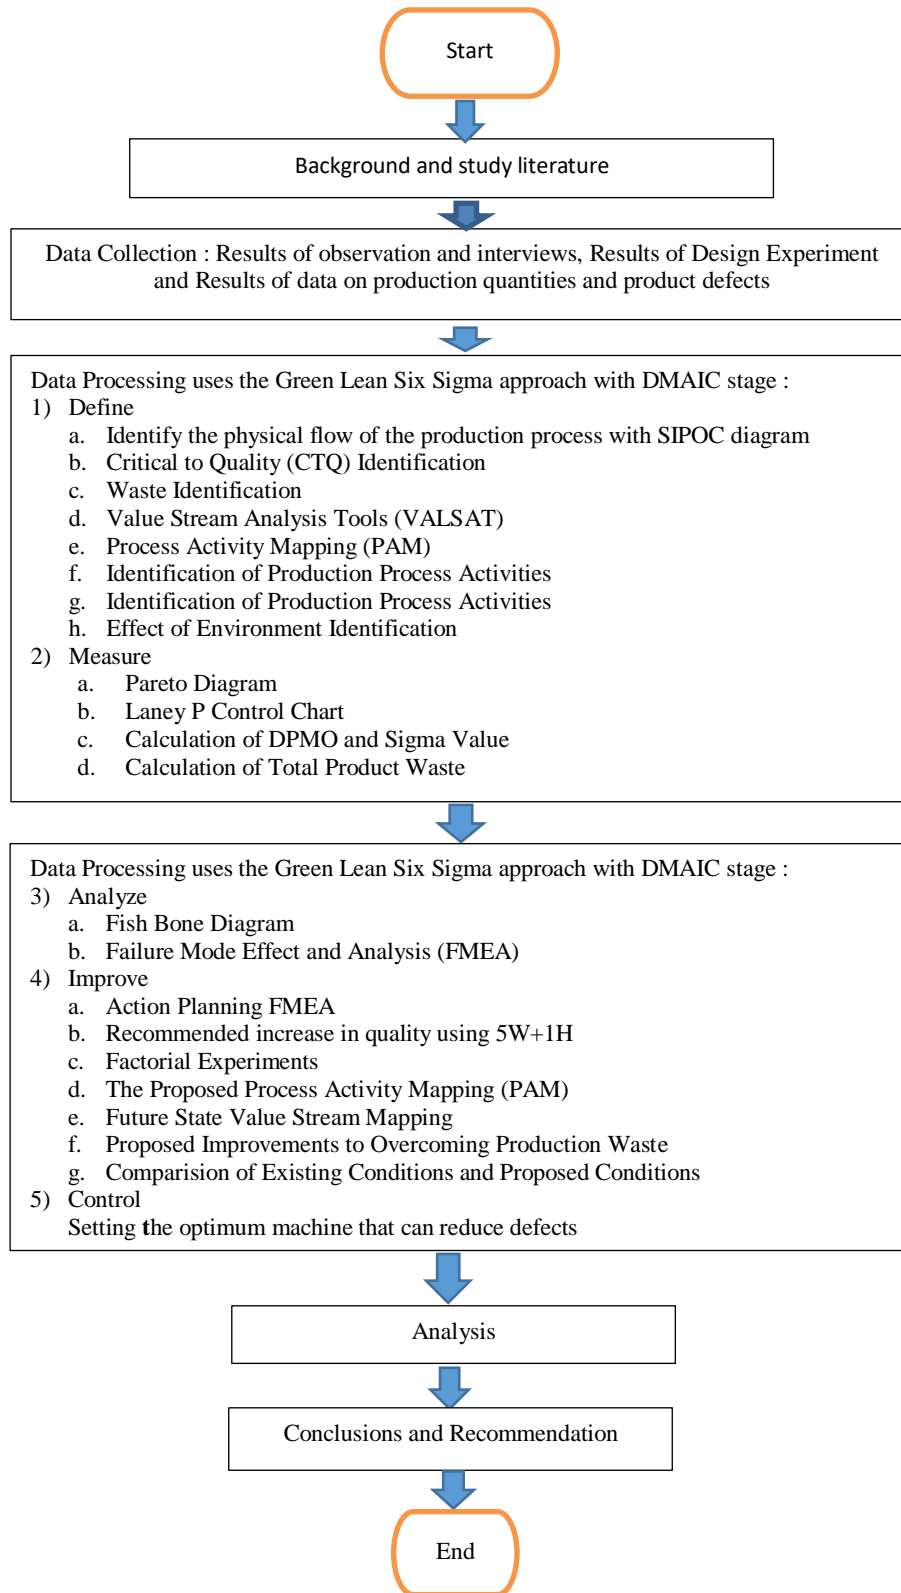 Start
Background and study literature
Data Collection : Results of observation and interviews, Results of Design Experiment
and Results of data on production quantities and product defects
Data Processing uses the Green Lean Six Sigma approach with DMAIC stage :
1) Define
a. Identify the physical flow of the production process with SIPOC diagram
b. Critical to Quality (CTQ) Identification
c. Waste Identification
d. Value Stream Analysis Tools (VALSAT)
e. Process Activity Mapping (PAM)
f. Identification of Production Process Activities
g. Identification of Production Process Activities
h. Effect of Environment Identification
2) Measure
a. Pareto Diagram
b. Laney P Control Chart
c. Calculation of DPMO and Sigma Value
d. Calculation of Total Product Waste
Data Processing uses the Green Lean Six Sigma approach with DMAIC stage :
3) Analyze
a. Fish Bone Diagram
b. Failure Mode Effect and Analysis (FMEA)
4) Improve
a. Action Planning FMEA
b. Recommended increase in quality using 5W+1H
c. Factorial Experiments
d. The Proposed Process Activity Mapping (PAM)
e. Future State Value Stream Mapping
f. Proposed Improvements to Overcoming Production Waste
g. Comparision of Existing Conditions and Proposed Conditions
5) Control
Setting the optimum machine that can reduce defects
Analysis
Conclusions and Recommendation
End